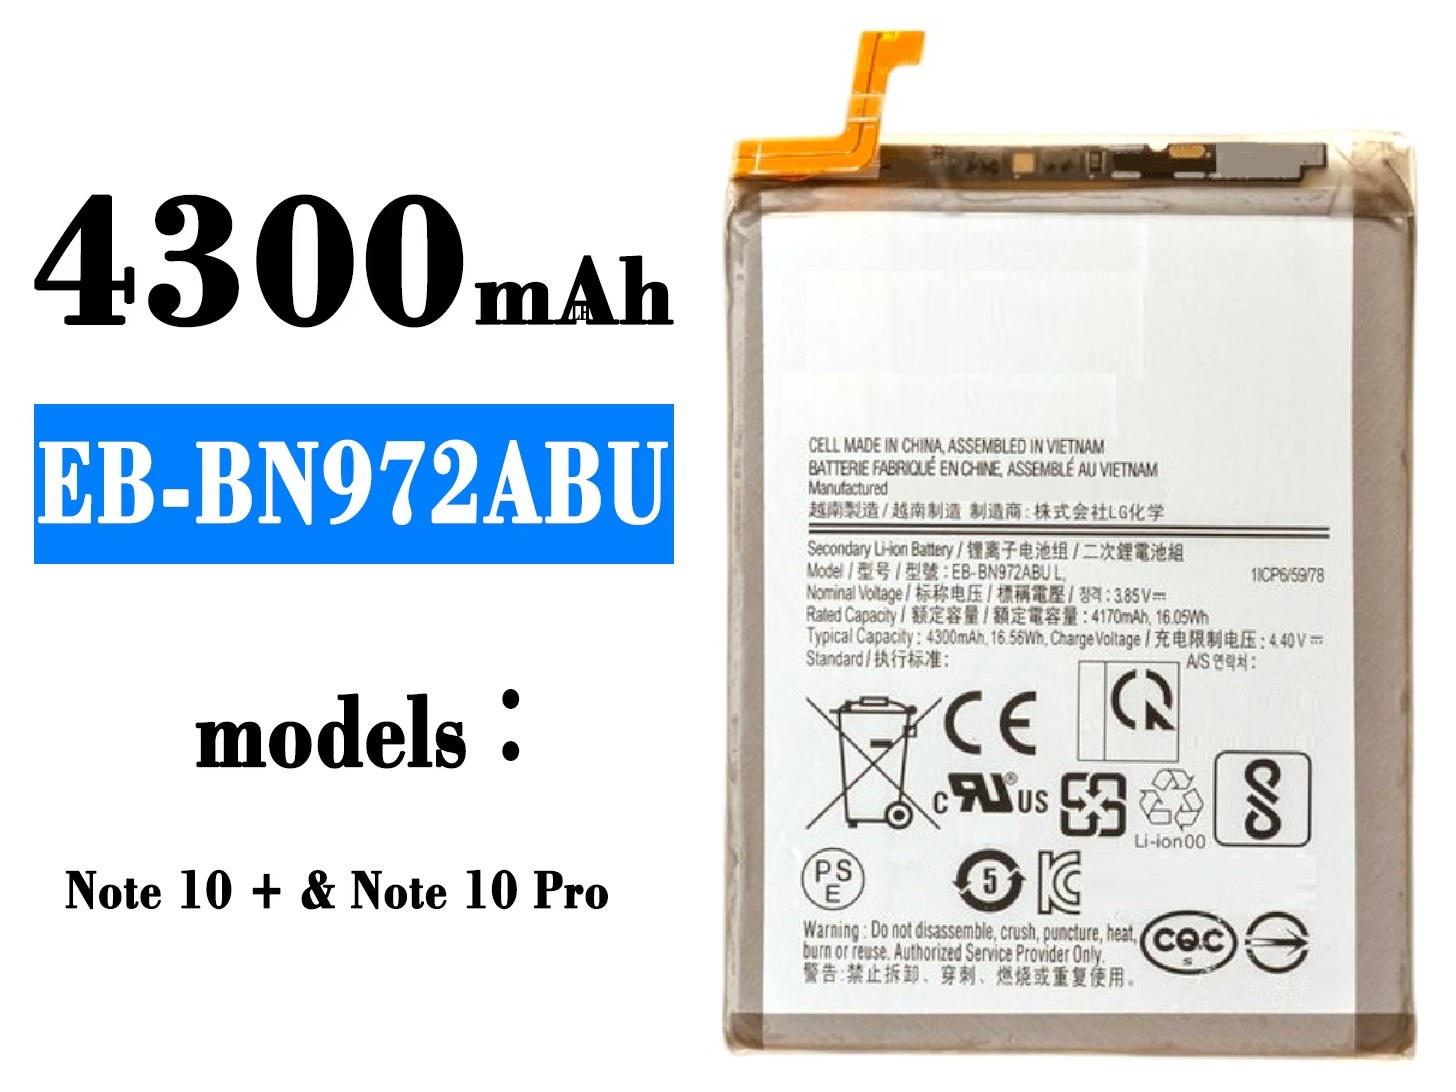 4300mAh
EB-BN972ABU
models：
Note 10 + & Note 10 Pro
CELL MADE IN CHINA, ASSEMBLED IN VIETNAM
BATTERIE FABRIQUÉ EN CHINE, ASSEMBLÉ AU VIETNAM
Manufactured
越南製造 / 越南制造 制造商: 株式会社LG化学
Secondary Li-ion Battery / 锂离子电池组 / 二次鋰電池組
Model / 型号 / 型號 : EB-BN972ABU L,
1ICP6/59/78
Nominal Voltage / 标称电压 / 標稱電壓 / 정격 : 3.85V⎓
Rated Capacity / 額定容量 / 額定電容量 : 4170mAh, 16.05Wh
Typical Capacity : 4300mAh, 16.56Wh, Charge Voltage / 充电限制电压: 4.40 V ⎓
Standard / 执行标准:
A/S 연락처 :
CE
c RU® US
Li-ion00
PS
E
5
KC
Warning : Do not disassemble, crush, puncture, heat,
burn or reuse. Authorized Service Provider Only.
警告:禁止拆卸、穿刺、燃烧或重复使用。
CQC
S